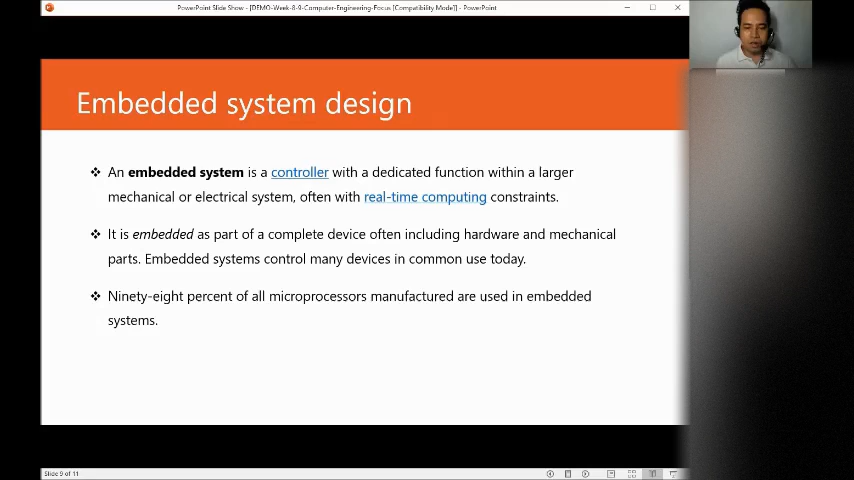 PowerPoint Slide Show - [DEMO-Week-8-9-Computer-Engineering-Focus [Compatibility Mode]] - PowerPoint
Embedded system design
❖ An embedded system is a controller with a dedicated function within a larger
mechanical or electrical system, often with real-time computing constraints.
❖ It is embedded as part of a complete device often including hardware and mechanical
parts. Embedded systems control many devices in common use today.
❖ Ninety-eight percent of all microprocessors manufactured are used in embedded
systems.
Slide 9 of 11